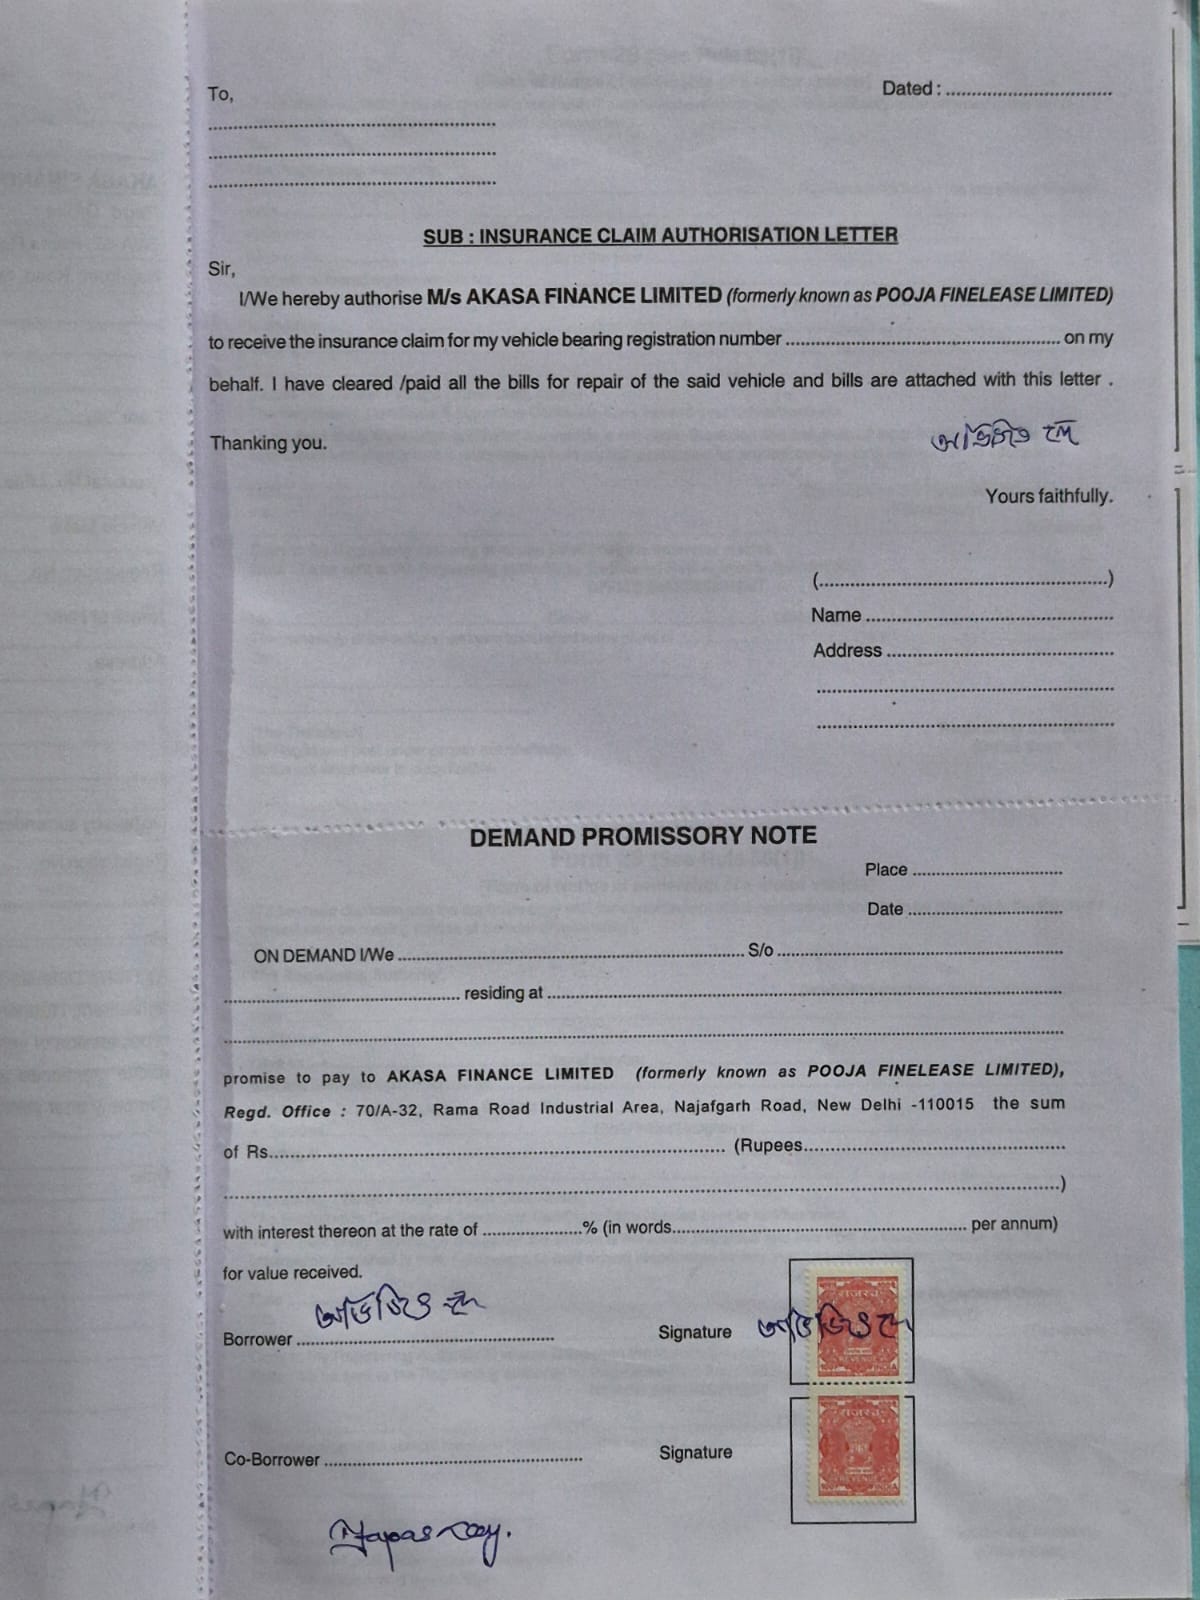 To,
Dated : ................................
.......................................................
.......................................................
.......................................................
SUB : INSURANCE CLAIM AUTHORISATION LETTER
Sir,
I/We hereby authorise M/s AKASA FINANCE LIMITED (formerly known as POOJA FINELEASE LIMITED)
to receive the insurance claim for my vehicle bearing registration number ..................................................... on my
behalf. I have cleared /paid all the bills for repair of the said vehicle and bills are attached with this letter .
Thanking you.
অভিজিত দে
Yours faithfully.
(.......................................................)
Name ................................................
Address ............................................
.........................................................
.........................................................
DEMAND PROMISSORY NOTE
Place .............................
Date ..............................
ON DEMAND I/We ................................................................... S/o .......................................................
.............................................. residing at ....................................................................................................
..................................................................................................................................................................
promise to pay to AKASA FINANCE LIMITED (formerly known as POOJA FINELEASE LIMITED),
Regd. Office : 70/A-32, Rama Road Industrial Area, Najafgarh Road, New Delhi -110015 the sum
of Rs......................................................................................... (Rupees...................................................
..................................................................................................................................................................)
with interest thereon at the rate of ...................% (in words......................................................... per annum)
for value received.
অভিজিত দে
Borrower ..................................................
Signature অভিজিত দে
राजस्व
REVENUE
INDIA
Co-Borrower ..................................................
Signature
राजस्व
REVENUE
INDIA
Tapas Roy.